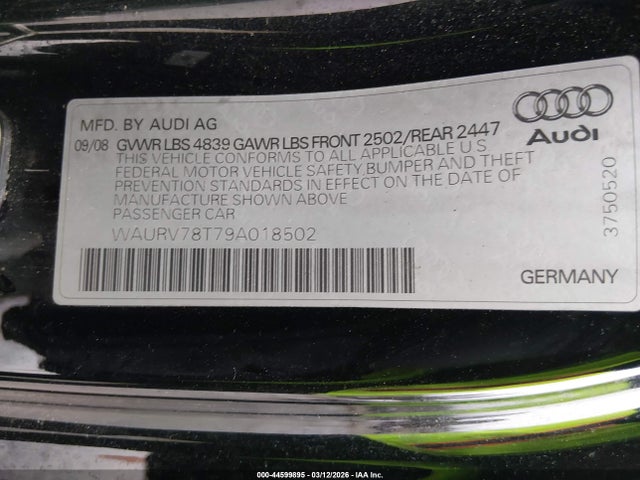 MFD. BY AUDI AG
09/08 GVWR LBS 4839 GAWR LBS FRONT 2502/REAR 2447
THIS VEHICLE CONFORMS TO ALL APPLICABLE U S
FEDERAL MOTOR VEHICLE SAFETY,BUMPER AND THEFT
PREVENTION STANDARDS IN EFFECT ON THE DATE OF
MANUFACTURE SHOWN ABOVE
PASSENGER CAR
WAURV78T79A018502
Audi
3750520
GERMANY
000-44599895 - 03/12/2026 - IAA Inc.